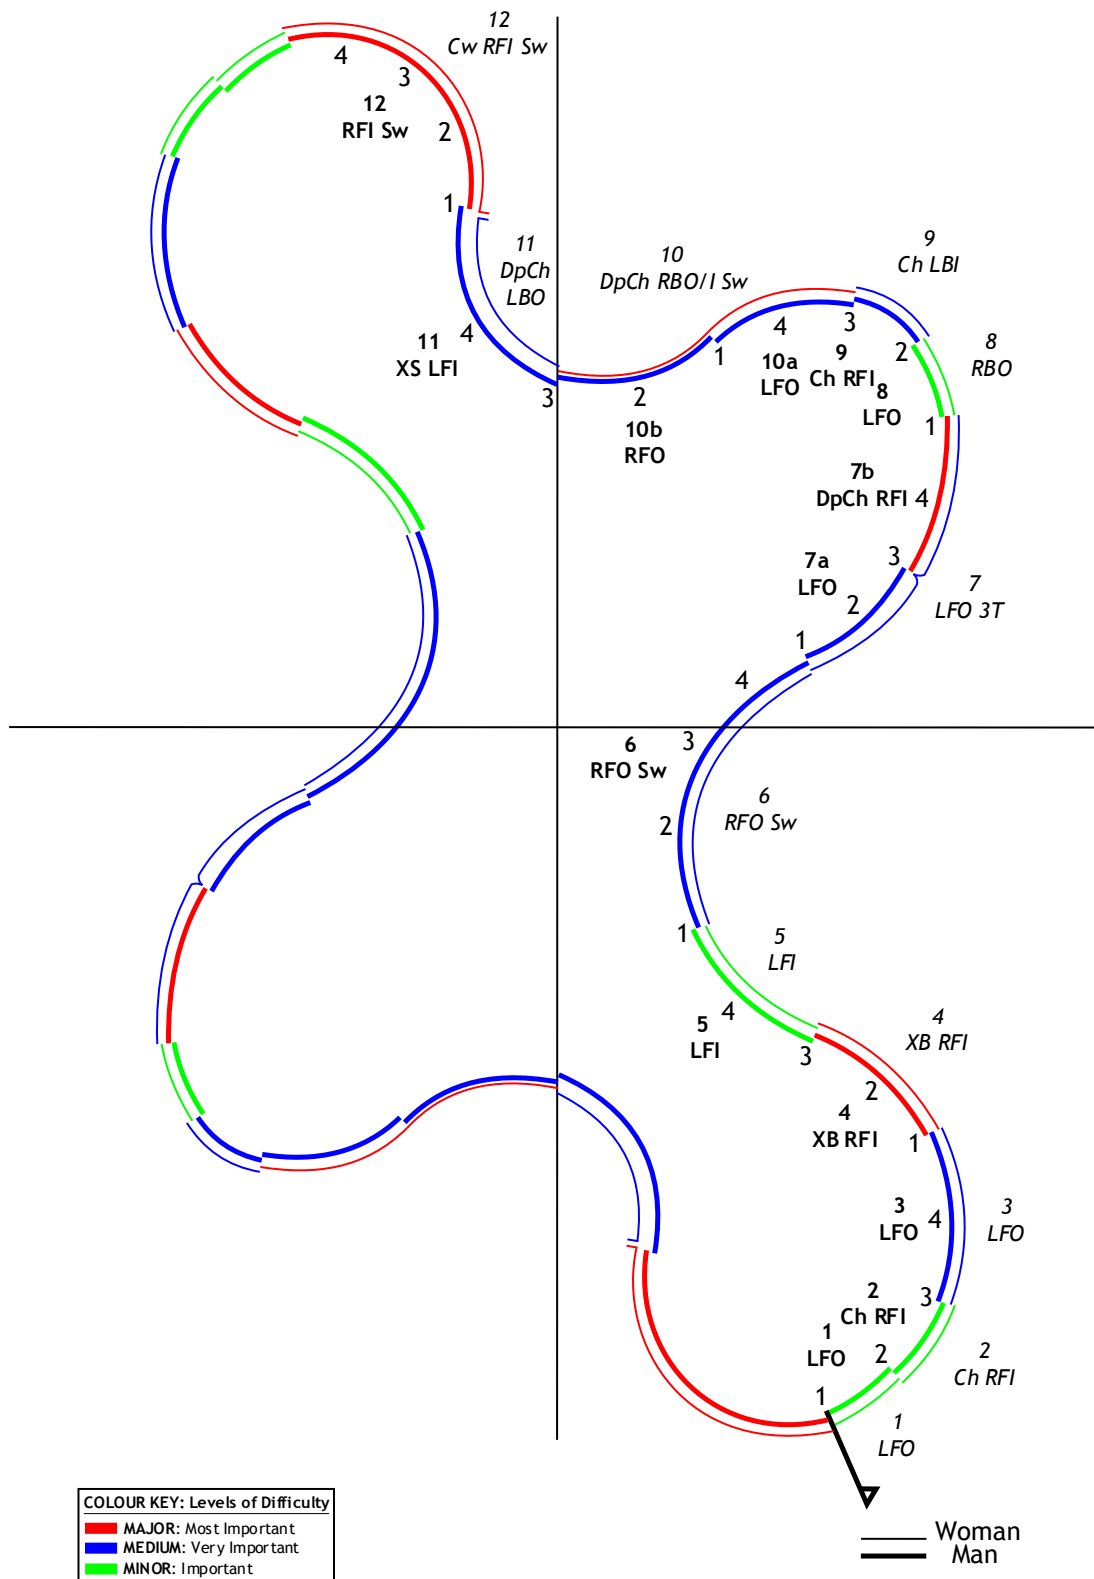 12
Cw RFI Sw
4
3
12
RFI Sw
2
1
11
DpCh
LBO
10
DpCh RBO/I Sw
9
Ch LBI
4
11
XS LFI
3
2
10b
RFO
1
4
10a
LFO
3
9
Ch RFI
2
8
LFO
8
RBO
1
7b
DpCh RFI
4
7a
LFO
3
2
1
7
LFO 3T
4
6
RFO Sw
3
2
6
RFO Sw
1
5
LFI
5
LFI
4
3
4
XB RFI
2
4
XB RFI
1
3
LFO
4
3
LFO
2
Ch RFI
3
1
LFO
2
2
Ch RFI
1
1
LFO
COLOUR KEY: Levels of Difficulty
MAJOR: Most Important
MEDIUM: Very Important
MINOR: Important
Woman
Man